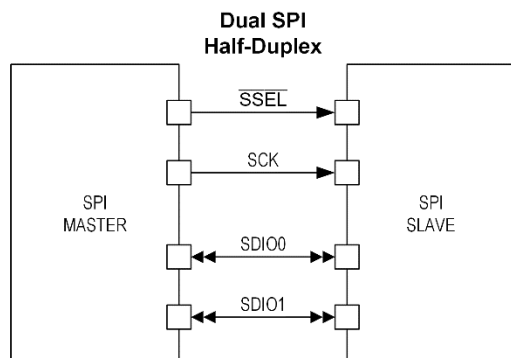 Dual SPI
Half-Duplex
SSEL
SCK
SPI
MASTER
SPI
SLAVE
SDIO0
SDIO1